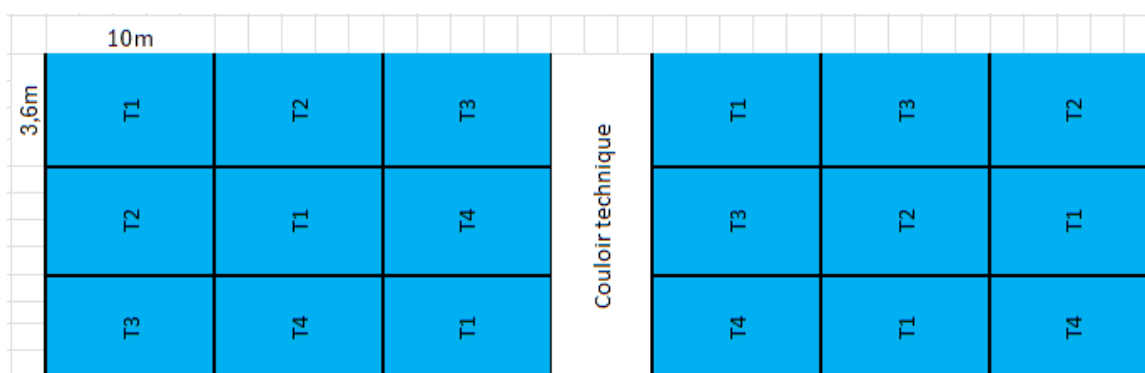 10m
3,6m
T1 T2 T3 T1 T3 T2
T2 T1 T4 T3 T2 T1
T3 T4 T1 T4 T1 T4
Couloir technique